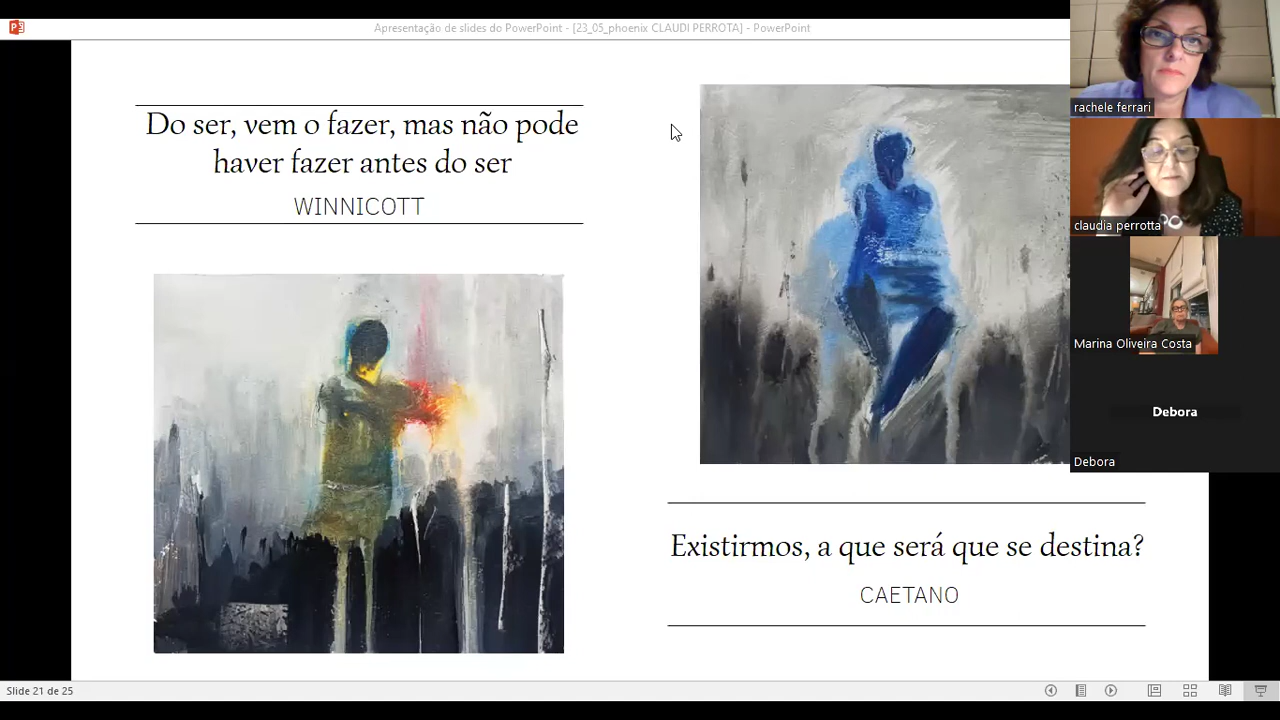 Apresentação de slides do PowerPoint - [23_05_phoenix CLAUDI PERROTA] - PowerPoint
Do ser, vem o fazer, mas não pode
haver fazer antes do ser
WINNICOTT
Existirmos, a que será que se destina?
CAETANO
rachele ferrari
claudia perrotta
Marina Oliveira Costa
Debora
Debora
Slide 21 de 25